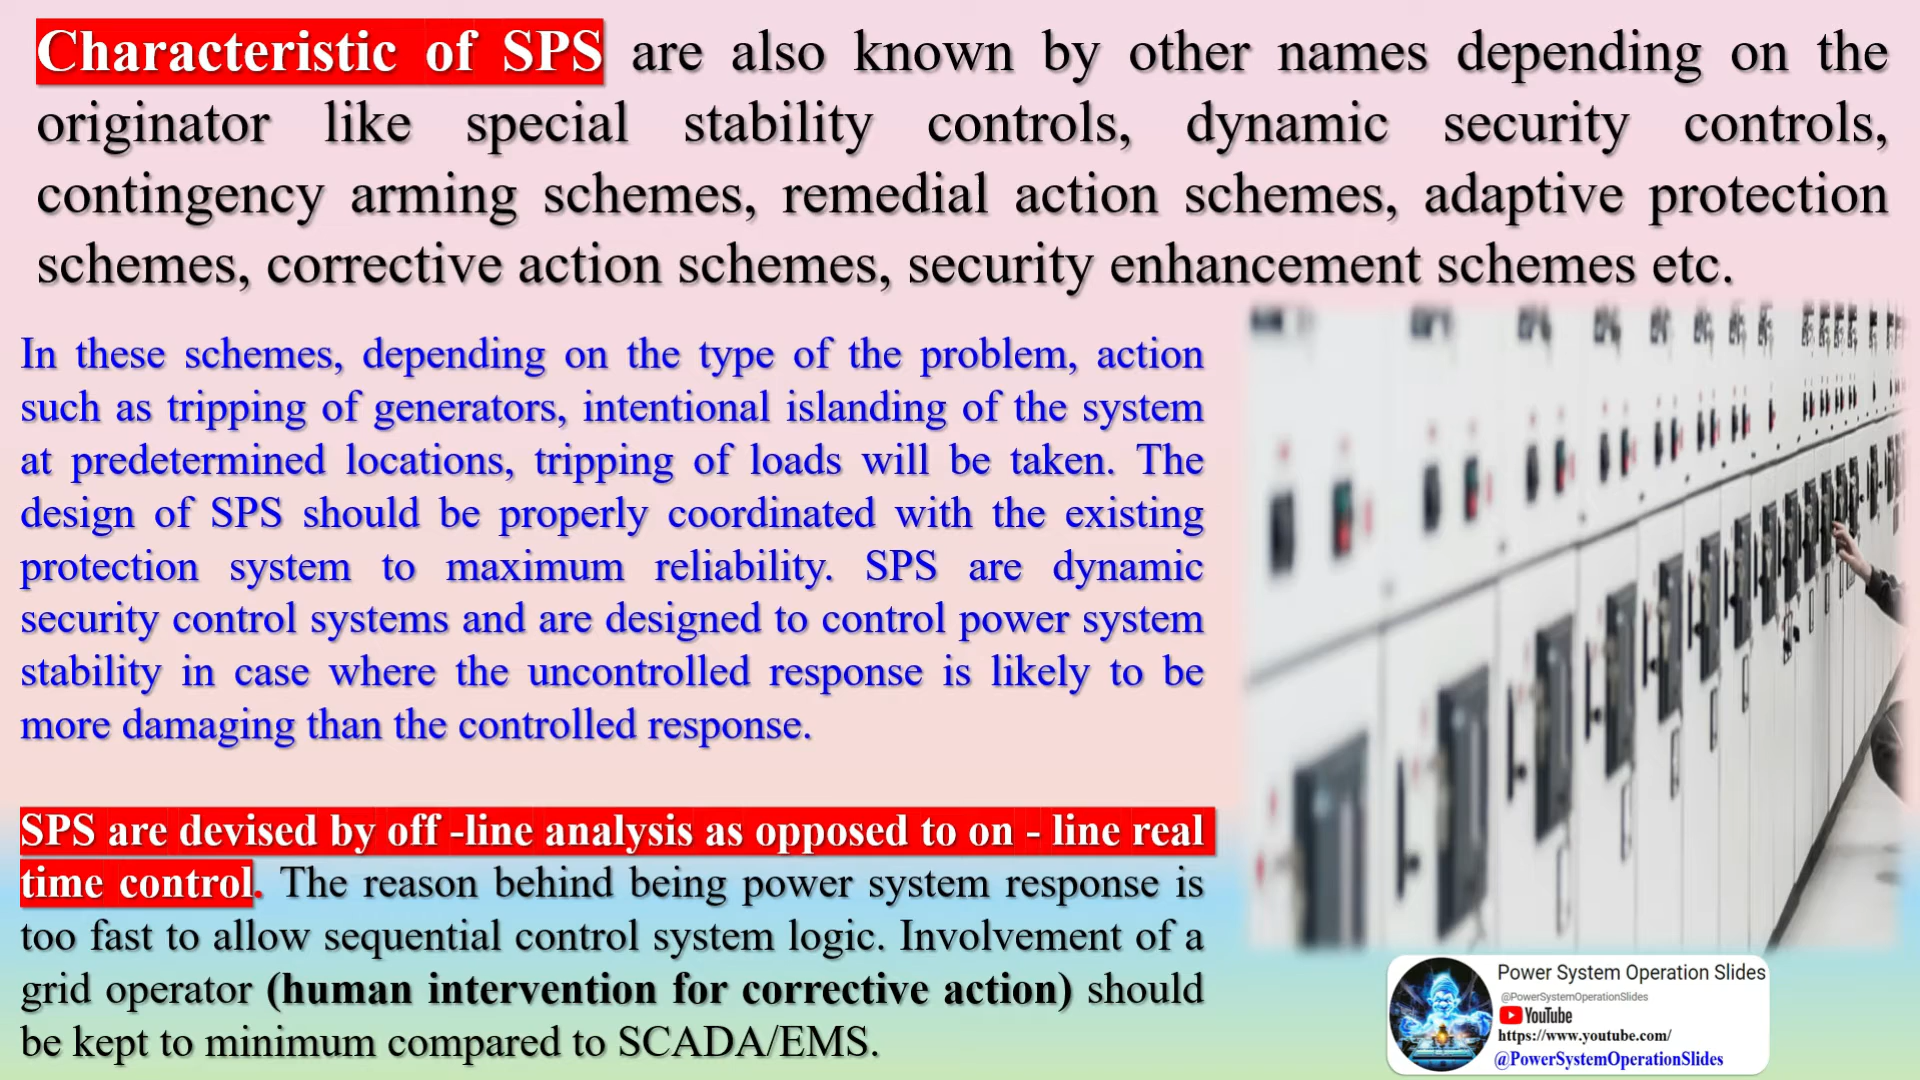 Characteristic of SPS are also known by other names depending on the
originator like special stability controls, dynamic security controls,
contingency arming schemes, remedial action schemes, adaptive protection
schemes, corrective action schemes, security enhancement schemes etc.
In these schemes, depending on the type of the problem, action
such as tripping of generators, intentional islanding of the system
at predetermined locations, tripping of loads will be taken. The
design of SPS should be properly coordinated with the existing
protection system to maximum reliability. SPS are dynamic
security control systems and are designed to control power system
stability in case where the uncontrolled response is likely to be
more damaging than the controlled response.
SPS are devised by off -line analysis as opposed to on - line real
time control. The reason behind being power system response is
too fast to allow sequential control system logic. Involvement of a
grid operator (human intervention for corrective action) should
be kept to minimum compared to SCADA/EMS.
Power System Operation Slides
@PowerSystemOperationSlides
YouTube
https://www.youtube.com/
@PowerSystemOperationSlides